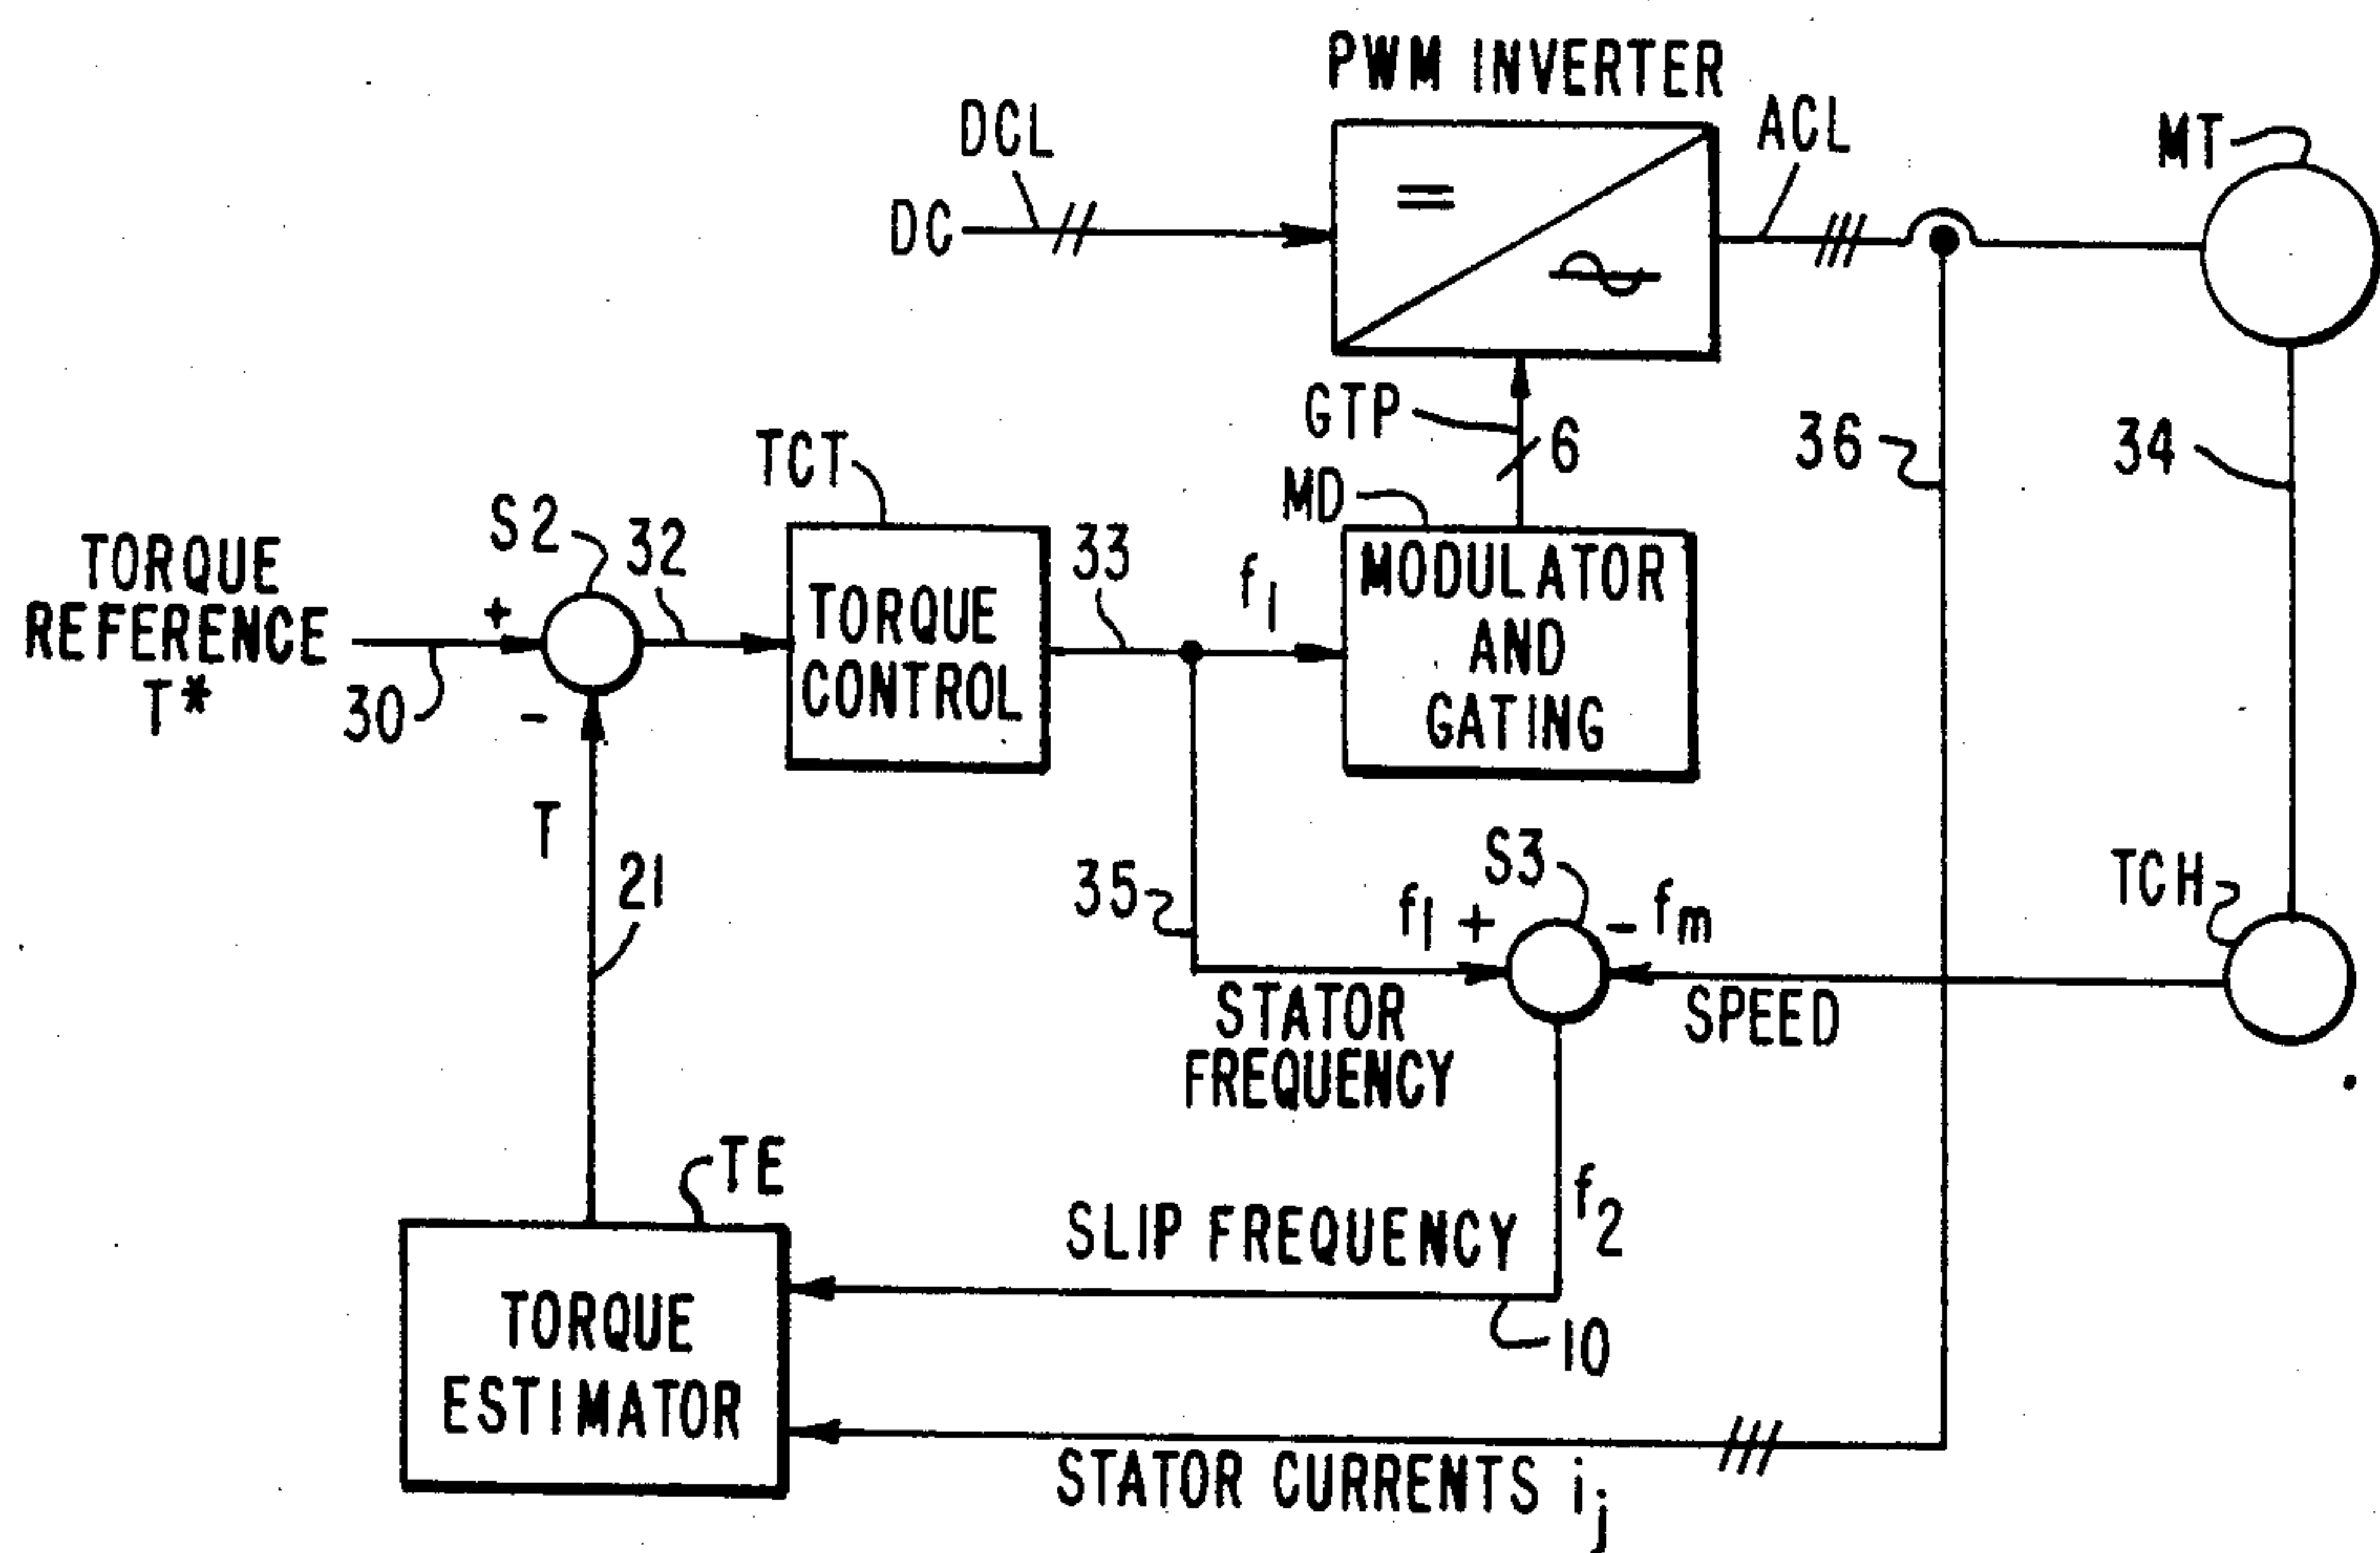 PWM INVERTER
DCL
ACL
MT
DC
GTP
6
36
34
TCT
MD
S2
32
33
f1
TORQUE
REFERENCE
T*
+
30
-
TORQUE
CONTROL
MODULATOR
AND
GATING
T
21
35
S3
f1 +
- fm
TCH
STATOR
FREQUENCY
SPEED
TE
SLIP FREQUENCY
f2
10
TORQUE
ESTIMATOR
STATOR CURRENTS ij